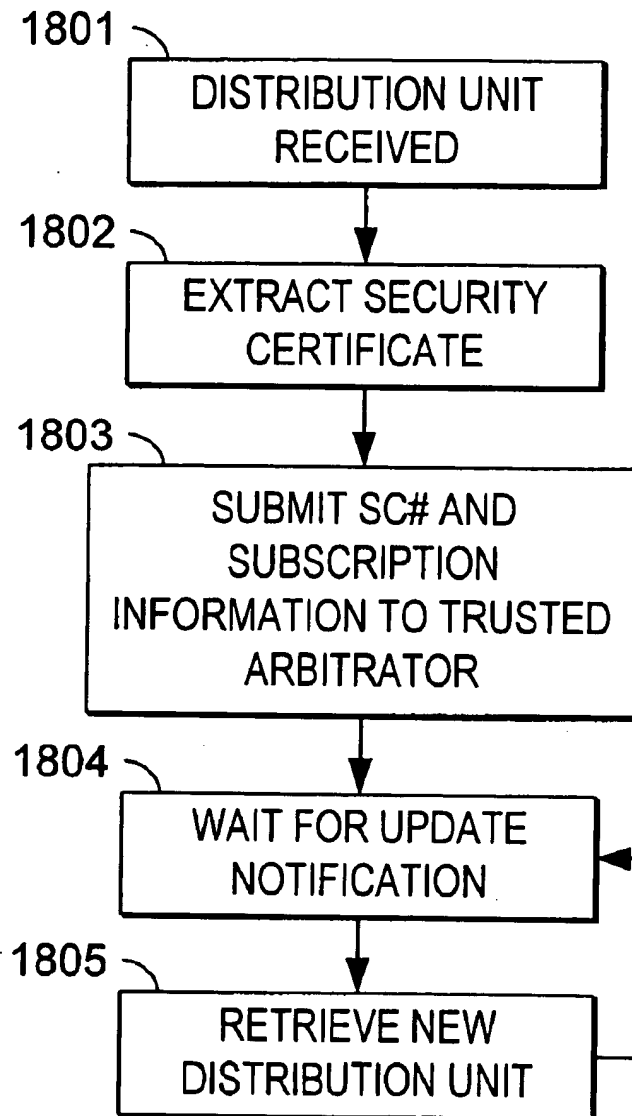 1801
DISTRIBUTION UNIT
RECEIVED
1802
EXTRACT SECURITY
CERTIFICATE
1803
SUBMIT SC# AND
SUBSCRIPTION
INFORMATION TO TRUSTED
ARBITRATOR
1804
WAIT FOR UPDATE
NOTIFICATION
1805
RETRIEVE NEW
DISTRIBUTION UNIT